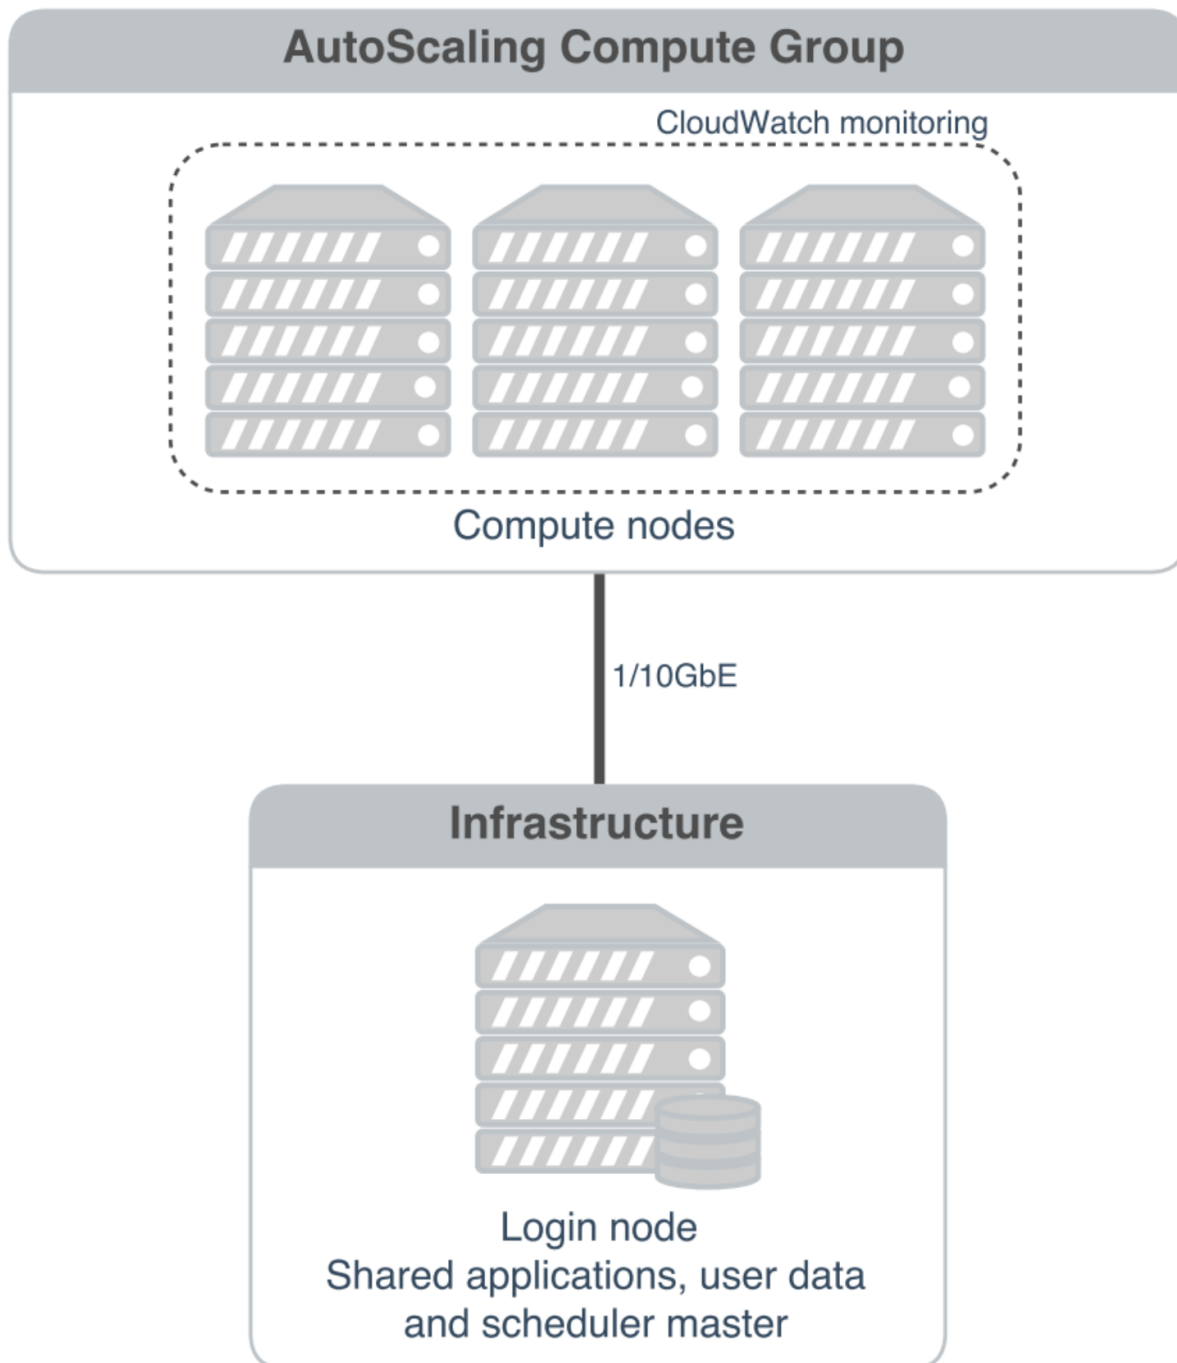 AutoScaling Compute Group
CloudWatch monitoring
Compute nodes
1/10GbE
Infrastructure
Login node
Shared applications, user data
and scheduler master